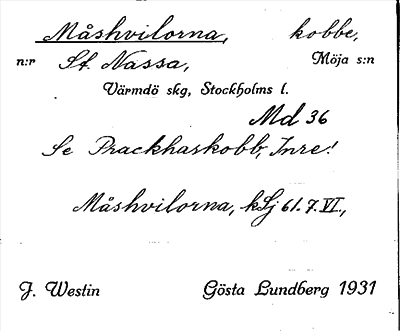 Måshvilorna, kobbe,
n:r St. Nassa, Möja s:n
Värmdö skg, Stockholms l.
Md 36
Se Prackhaskobb, Inre!
Måshvilorna, kSj 61.7.VI.,
J. Westin Gösta Lundberg 1931